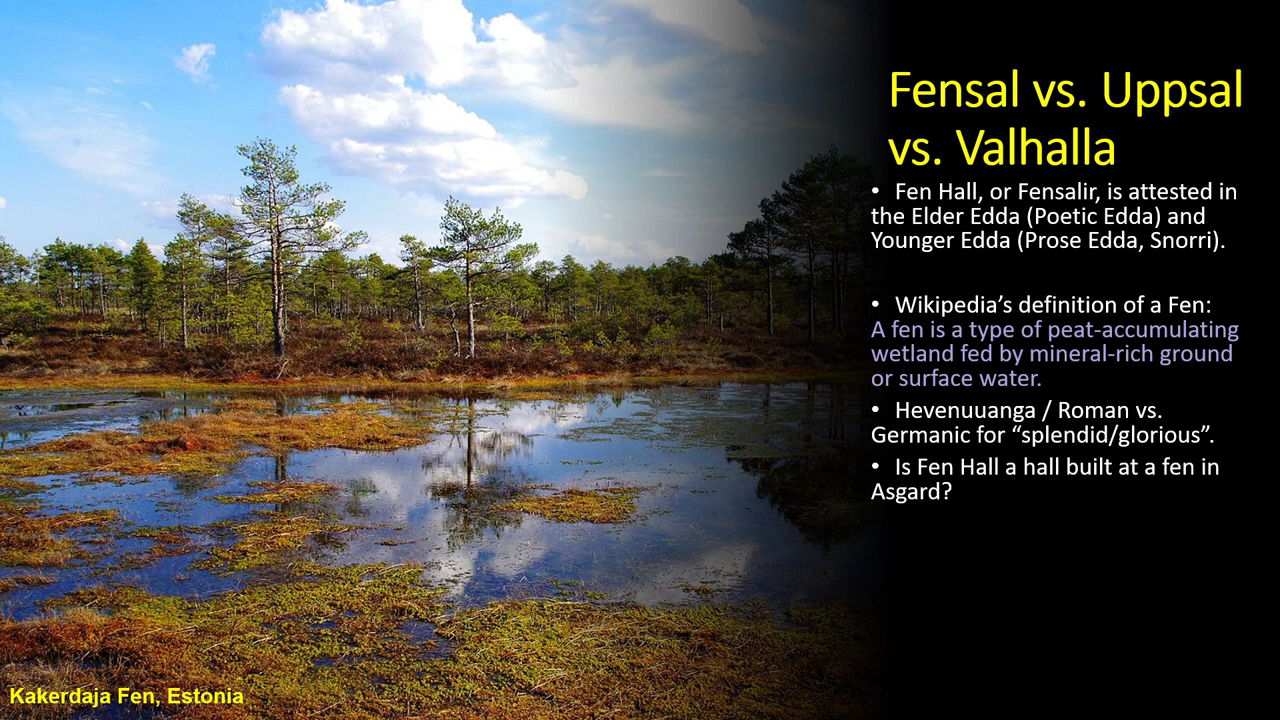 Fensal vs. Uppsal
vs. Valhalla
• Fen Hall, or Fensalir, is attested in
the Elder Edda (Poetic Edda) and
Younger Edda (Prose Edda, Snorri).
• Wikipedia’s definition of a Fen:
A fen is a type of peat-accumulating
wetland fed by mineral-rich ground
or surface water.
• Hevenuuanga / Roman vs.
Germanic for “splendid/glorious”.
• Is Fen Hall a hall built at a fen in
Asgard?
Kakerdaja Fen, Estonia